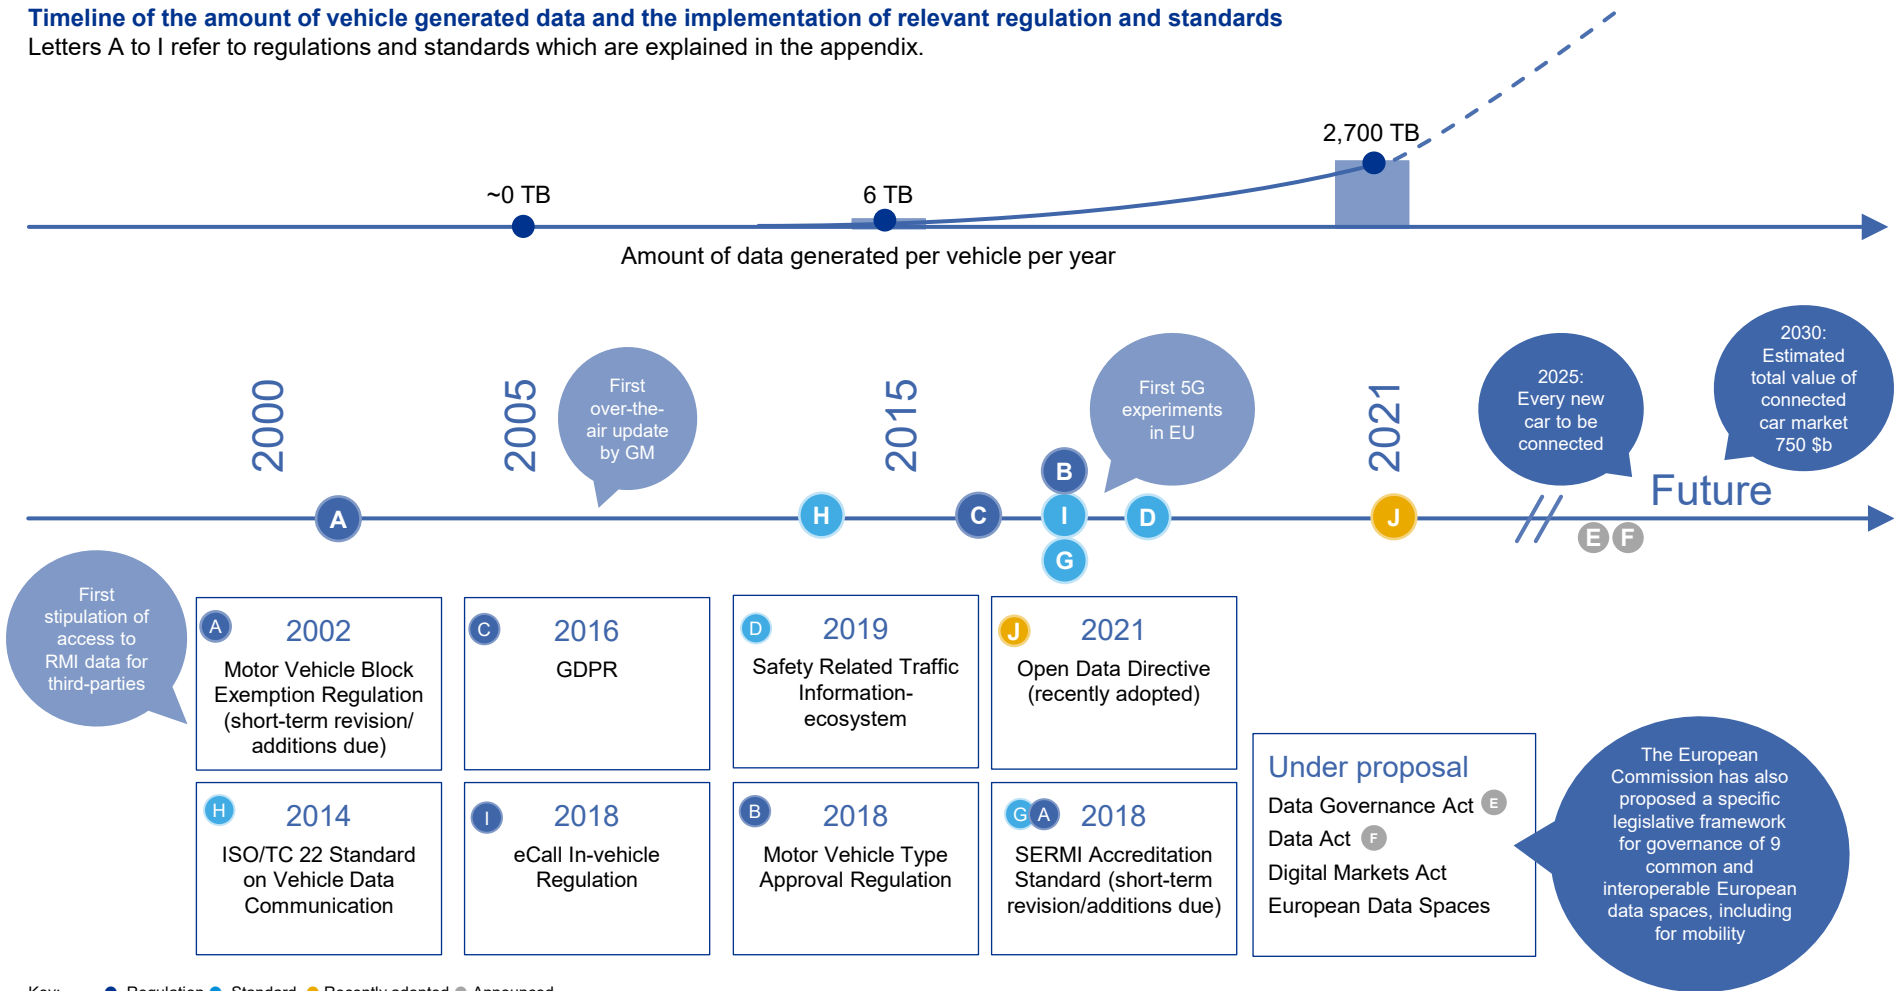 Timeline of the amount of vehicle generated data and the implementation of relevant regulation and standards
Letters A to I refer to regulations and standards which are explained in the appendix.
~0 TB
6 TB
2,700 TB
Amount of data generated per vehicle per year
2000
2005
First
over-the-
air update
by GM
2015
First 5G
experiments
in EU
2021
2025:
Every new
car to be
connected
2030:
Estimated
total value of
connected
car market
750 $b
Future
A
H
C
B
I
G
D
J
E F
First
stipulation of
access to
RMI data for
third-parties
A 2002
Motor Vehicle Block
Exemption Regulation
(short-term revision/
additions due)
C 2016
GDPR
D 2019
Safety Related Traffic
Information-
ecosystem
J 2021
Open Data Directive
(recently adopted)
H 2014
ISO/TC 22 Standard
on Vehicle Data
Communication
I 2018
eCall In-vehicle
Regulation
B 2018
Motor Vehicle Type
Approval Regulation
G A 2018
SERMI Accreditation
Standard (short-term
revision/additions due)
Under proposal
Data Governance Act E
Data Act F
Digital Markets Act
European Data Spaces
The European
Commission has also
proposed a specific
legislative framework
for governance of 9
common and
interoperable European
data spaces, including
for mobility
Key: Regulation Standard Recently adopted Announced